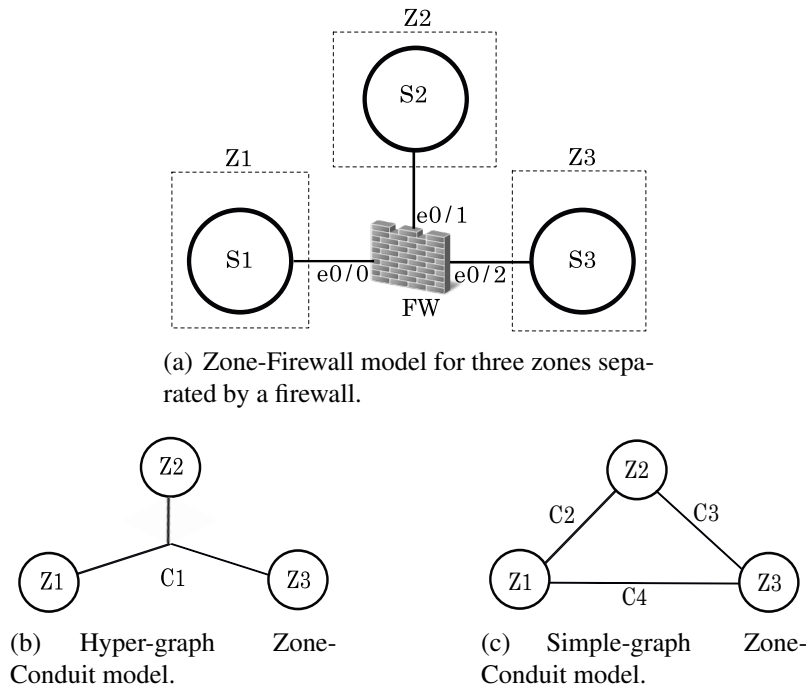 Z2
S2
Z1
Z3
e0/1
S1
S3
e0/0
e0/2
FW
(a) Zone-Firewall model for three zones sepa-
rated by a firewall.
Z2
Z1
C1
Z3
(b) Hyper-graph Zone-
Conduit model.
Z2
C2
C3
Z1
C4
Z3
(c) Simple-graph Zone-
Conduit model.